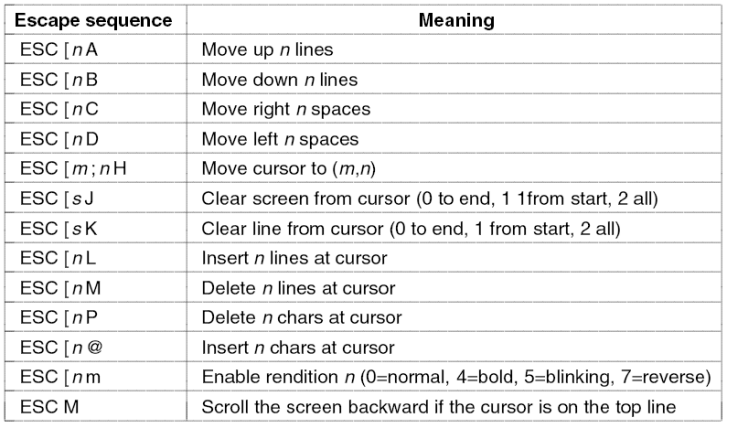 Escape sequence Meaning
ESC [ n A Move up n lines
ESC [ n B Move down n lines
ESC [ n C Move right n spaces
ESC [ n D Move left n spaces
ESC [ m ; n H Move cursor to (m,n)
ESC [ s J Clear screen from cursor (0 to end, 1 1from start, 2 all)
ESC [ s K Clear line from cursor (0 to end, 1 from start, 2 all)
ESC [ n L Insert n lines at cursor
ESC [ n M Delete n lines at cursor
ESC [ n P Delete n chars at cursor
ESC [ n @ Insert n chars at cursor
ESC [ n m Enable rendition n (0=normal, 4=bold, 5=blinking, 7=reverse)
ESC M Scroll the screen backward if the cursor is on the top line